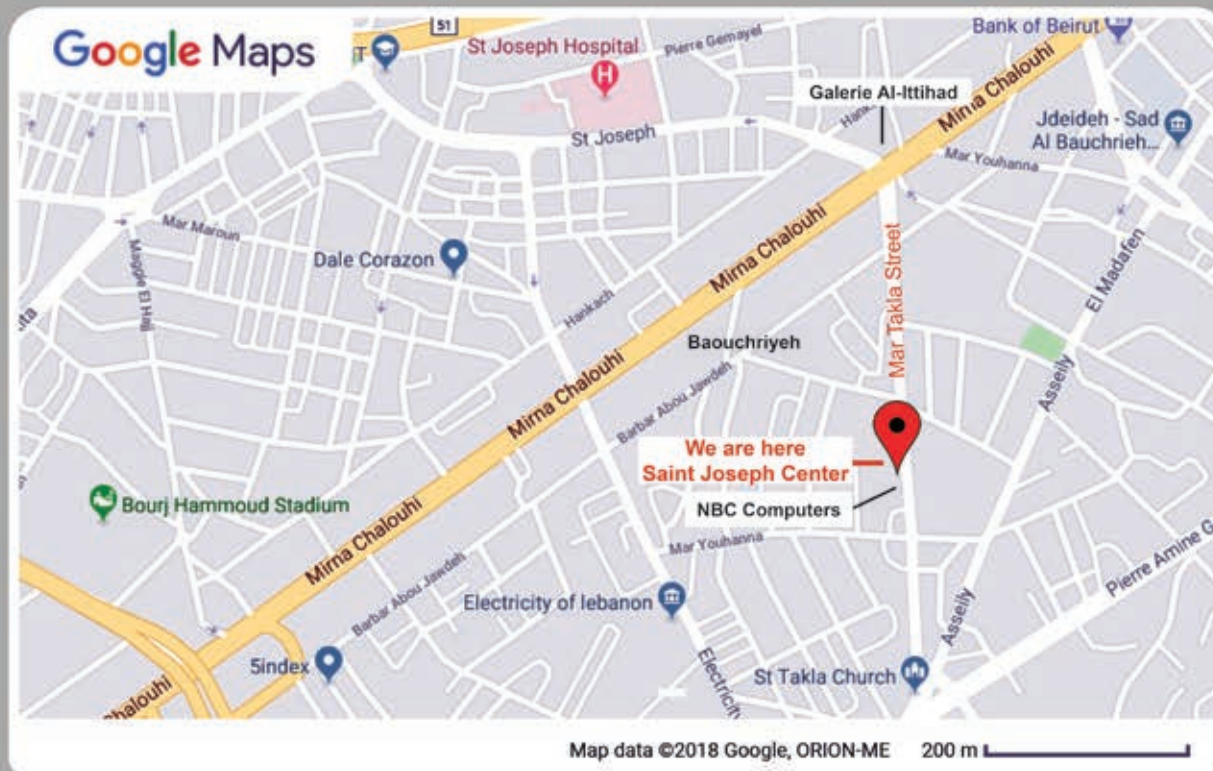 Google Maps
51
St Joseph Hospital
Pierre Gemayel
Bank of Beirut
Galerie Al-Ittihad
Mirna Chalouhi
St Joseph
Jdeideh - Sad
Al Bauchrieh...
Mar Youhanna
Mar Maroun
Dale Corazon
Mirna Chalouhi
Mar Takla Street
El Madafen
Hankach
Baouchriyeh
Mirna Chalouhi
Asseily
Barbar Abou Jawdeh
We are here
Saint Joseph Center
NBC Computers
Bourj Hammoud Stadium
Mirna Chalouhi
Mar Youhanna
Pierre Amine G
Barbar Abou Jawdeh
Electricity of lebanon
Asseily
5index
St Takla Church
Electricity
Chalouhi
Map data ©2018 Google, ORION-ME 200 m